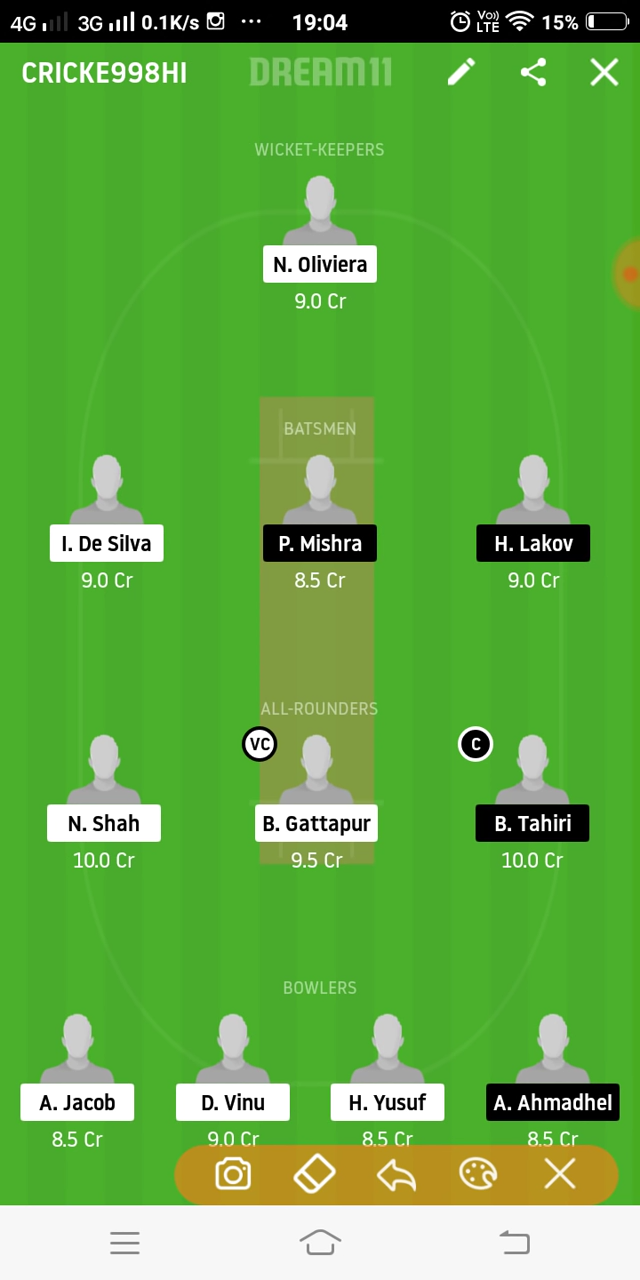 4G 3G 0.1K/s ... 19:04 Vo) LTE 15%
CRICKE998HI DREAM11
WICKET-KEEPERS
N. Oliviera
9.0 Cr
BATSMEN
I. De Silva P. Mishra H. Lakov
9.0 Cr 8.5 Cr 9.0 Cr
ALL-ROUNDERS
VC C
N. Shah B. Gattapur B. Tahiri
10.0 Cr 9.5 Cr 10.0 Cr
BOWLERS
A. Jacob D. Vinu H. Yusuf A. Ahmadhel
8.5 Cr 9.0 Cr 8.5 Cr 8.5 Cr